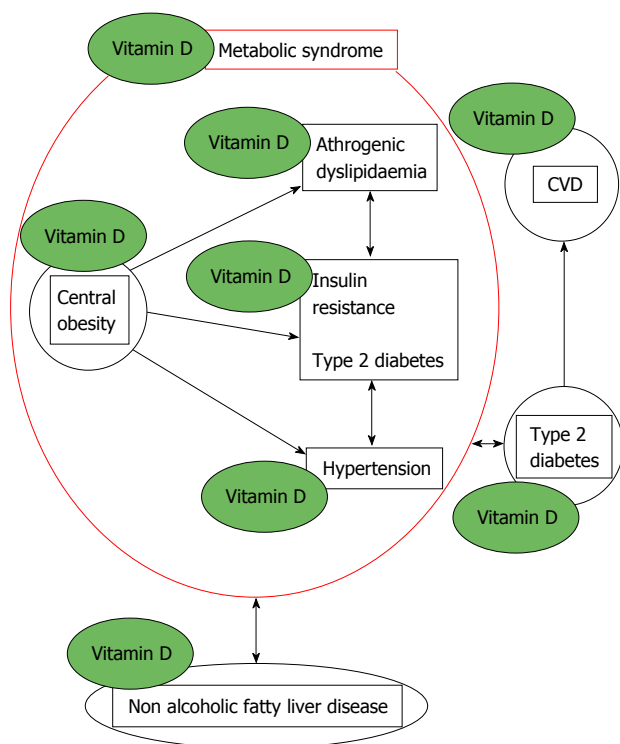 Vitamin D
Metabolic syndrome
Vitamin D
Vitamin D
Athrogenic
dyslipidaemia
CVD
Vitamin D
Central
obesity
Vitamin D
Insulin
resistance
Type 2 diabetes
Hypertension
Vitamin D
Type 2
diabetes
Vitamin D
Vitamin D
Non alcoholic fatty liver disease